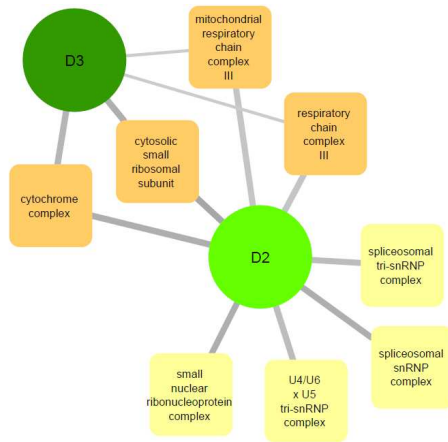 mitochondrial
respiratory
chain
complex
III
D3
respiratory
chain
complex
III
cytosolic
small
ribosomal
subunit
cytochrome
complex
D2
spliceosomal
tri-snRNP
complex
spliceosomal
snRNP
complex
small
nuclear
ribonucleoprotein
complex
U4/U6
x U5
tri-snRNP
complex